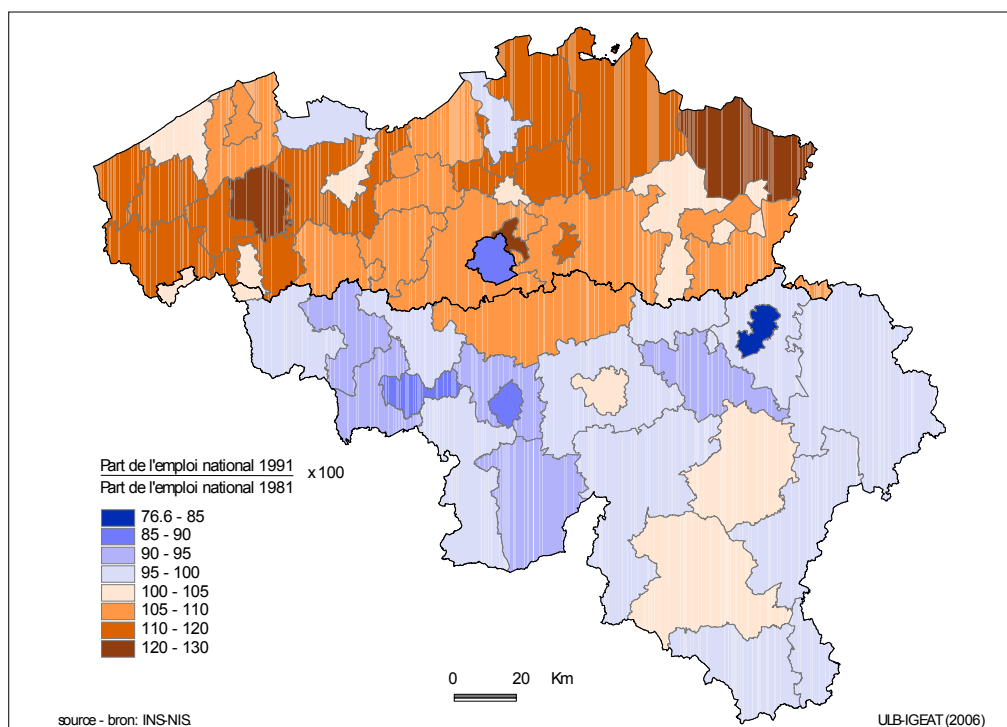 Part de l'emploi national 1991
x100
Part de l'emploi national 1981
76.6 - 85
85 - 90
90 - 95
95 - 100
100 - 105
105 - 110
110 - 120
120 - 130
0 20 Km
source - bron: INS-NIS.
ULB-IGEAT (2006)